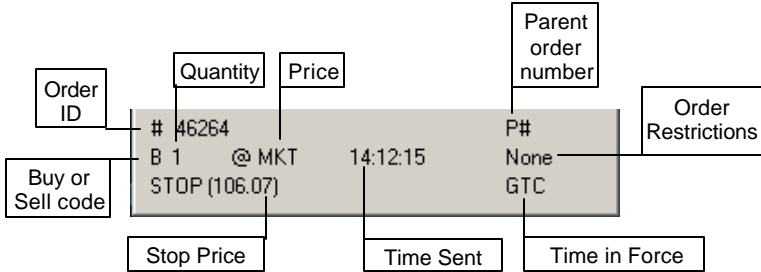 Parent
order
number
Quantity
Price
Order
ID
Order
Restrictions
# 46264 P#
B 1 @ MKT 14:12:15 None
STOP (106.07) GTC
Buy or
Sell code
Stop Price
Time Sent
Time in Force